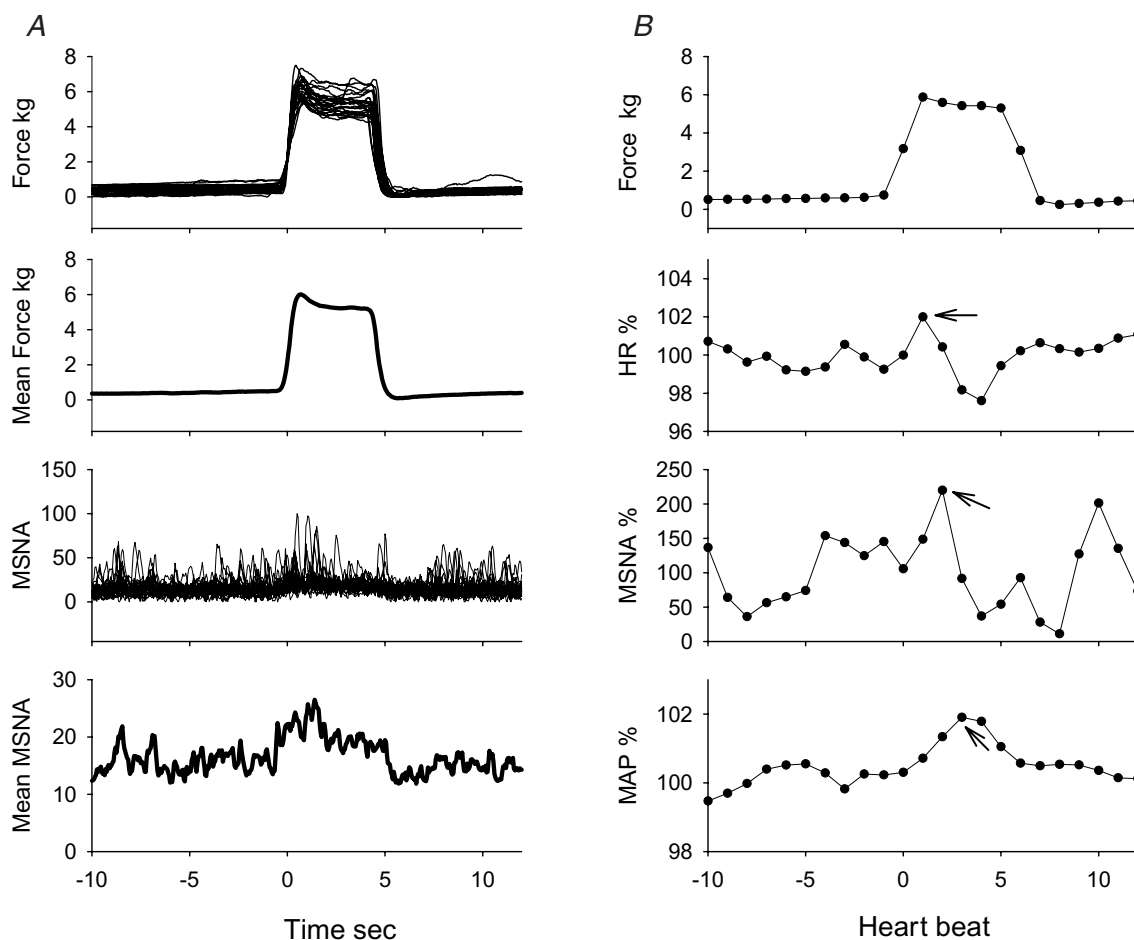 A
B
8
6
4
2
0
Force kg
8
6
4
2
0
Force kg
8
6
4
2
0
Mean Force kg
104
102
100
98
96
HR %
150
100
50
0
MSNA
250
200
150
100
50
0
MSNA %
30
20
10
0
Mean MSNA
102
100
98
MAP %
-10 -5 0 5 10
Time sec
-10 -5 0 5 10
Heart beat